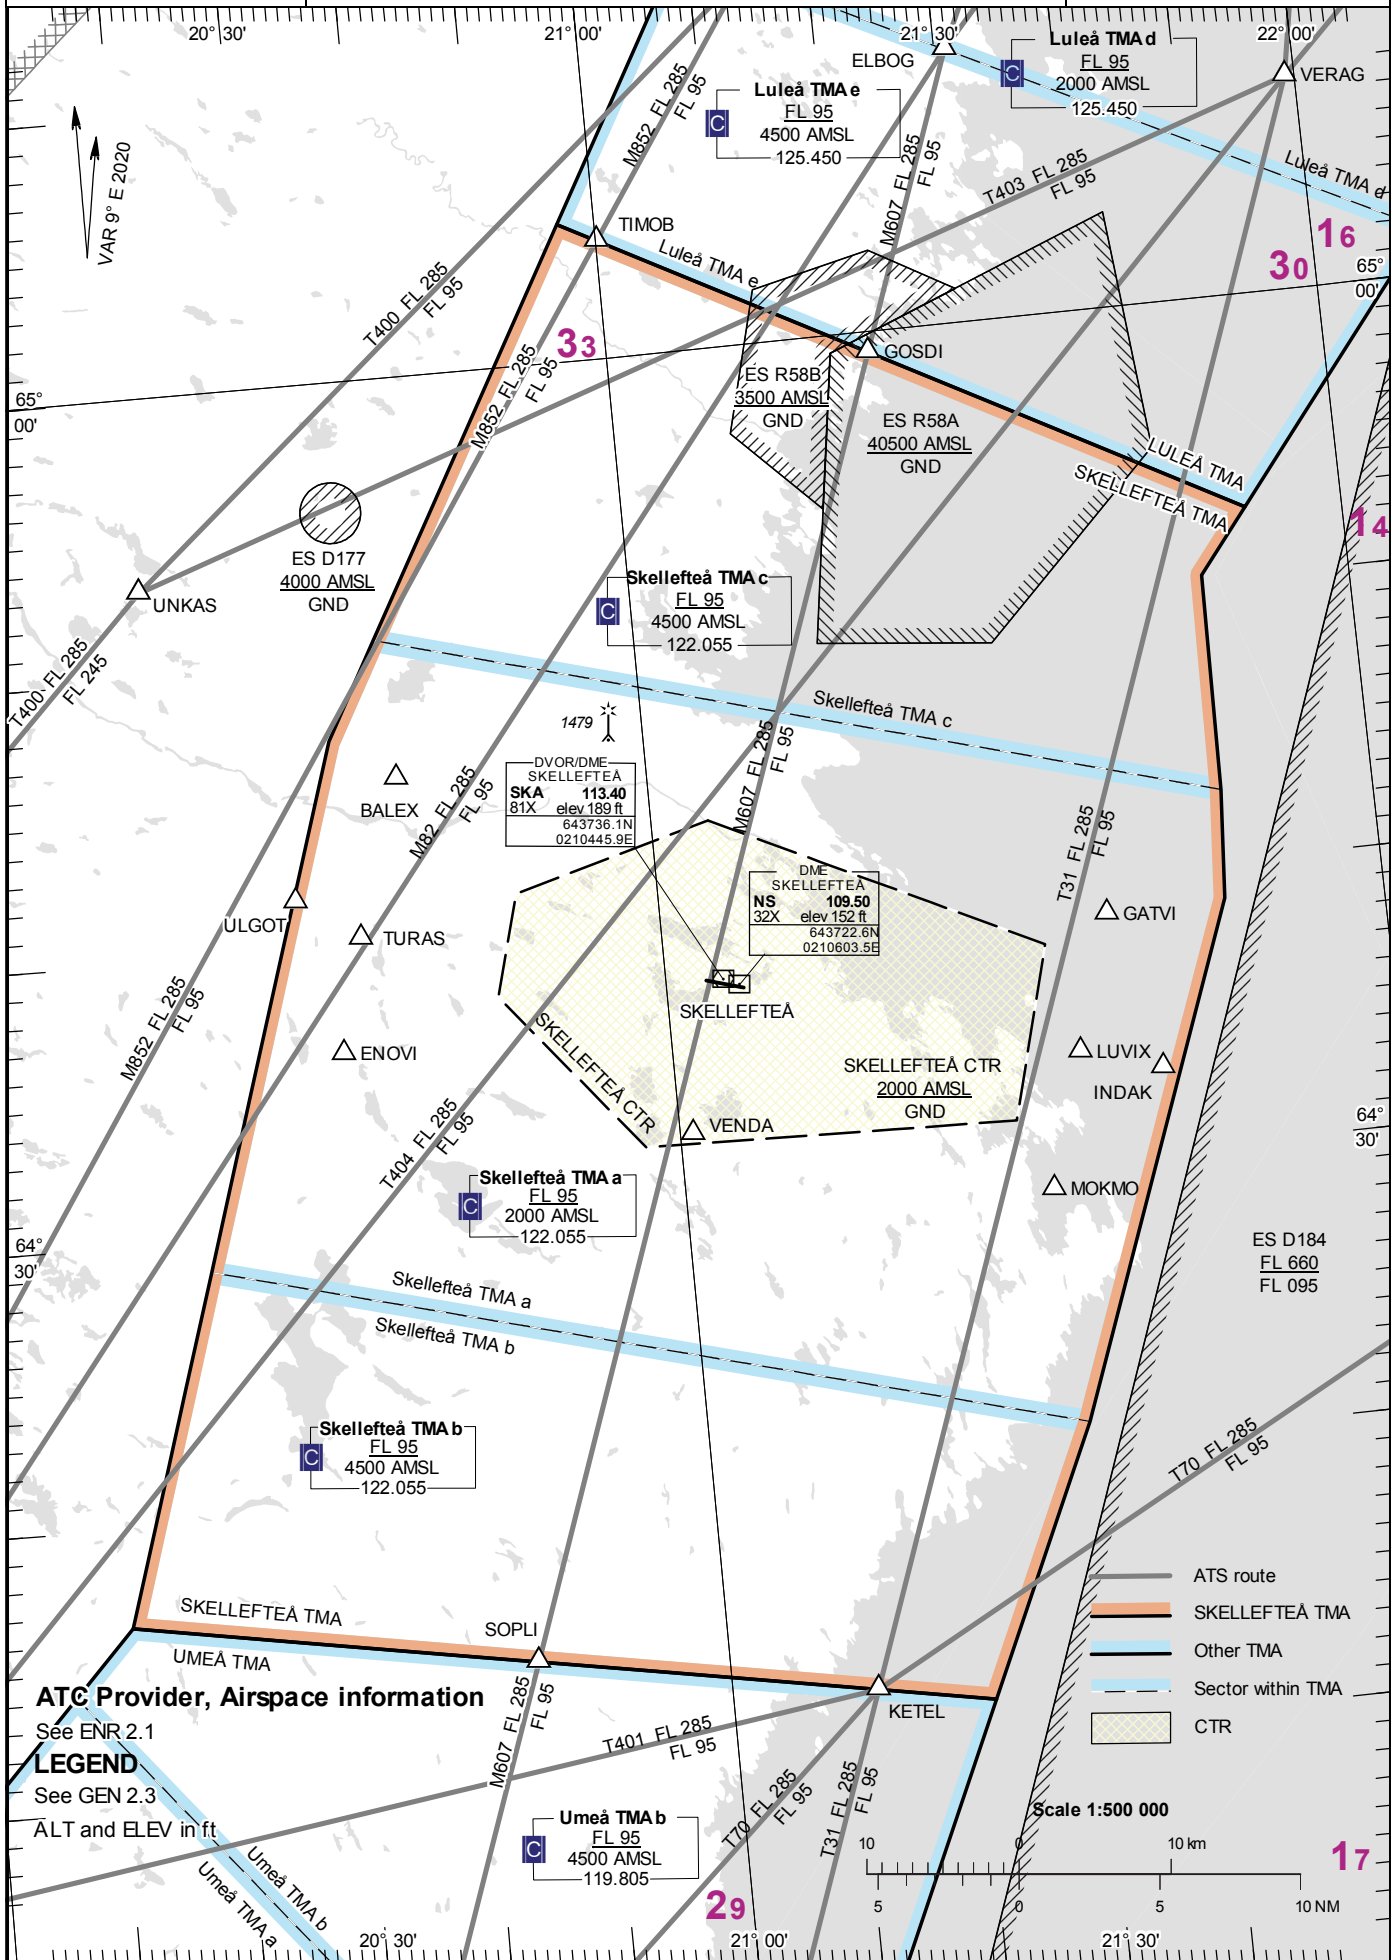 20° 30'
21° 00'
21° 30'
22° 00'
ELBOG
VERAG
Luleå TMA d
FL 95
2000 AMSL
125.450
C
Luleå TMA e
FL 95
4500 AMSL
125.450
C
VAR 9° E 2020
M852 FL 285
FL 95
M607 FL 285
FL 95
T403 FL 285
FL 95
Luleå TMA d
TIMOB
Luleå TMA e
16
30
65°
00'
T400 FL 285
FL 95
33
M852 FL 285
FL 95
GOSDI
ES R58B
3500 AMSL
GND
ES R58A
40500 AMSL
GND
65°
00'
LULEÅ TMA
SKELLEFTEÅ TMA
14
ES D177
4000 AMSL
GND
UNKAS
Skellefteå TMA c
FL 95
4500 AMSL
122.055
C
T400 FL 285
FL 245
Skellefteå TMA c
1479
DVOR/DME
SKELLEFTEÅ
SKA 113.40
81X elev 189 ft
643736.1N
0210445.9E
M607 FL 285
FL 95
BALEX
M82 FL 285
FL 95
T31 FL 285
FL 95
DME
SKELLEFTEÅ
NS 109.50
32X elev 152 ft
643722.6N
0210603.5E
GATVI
ULGOT
TURAS
SKELLEFTEÅ
M852 FL 285
FL 95
ENOVI
SKELLEFTEÅ CTR
SKELLEFTEÅ CTR
2000 AMSL
GND
LUVIX
INDAK
VENDA
64°
30'
T404 FL 285
FL 95
Skellefteå TMA a
FL 95
2000 AMSL
122.055
C
MOKMO
ES D184
FL 660
FL 095
64°
30'
Skellefteå TMA a
Skellefteå TMA b
Skellefteå TMA b
FL 95
4500 AMSL
122.055
C
T70 FL 285
FL 95
ATS route
SKELLEFTEÅ TMA
Other TMA
Sector within TMA
CTR
SKELLEFTEÅ TMA
UMEÅ TMA
SOPLI
KETEL
ATC Provider, Airspace information
See ENR 2.1
LEGEND
See GEN 2.3
ALT and ELEV in ft
M607 FL 285
FL 95
T401 FL 285
FL 95
T70 FL 285
FL 95
T31 FL 285
FL 95
Umeå TMA b
FL 95
4500 AMSL
119.805
C
Scale 1:500 000
10 0 10 km
5 0 5 10 NM
17
Umeå TMA b
Umeå TMA a
29
20° 30'
21° 00'
21° 30'